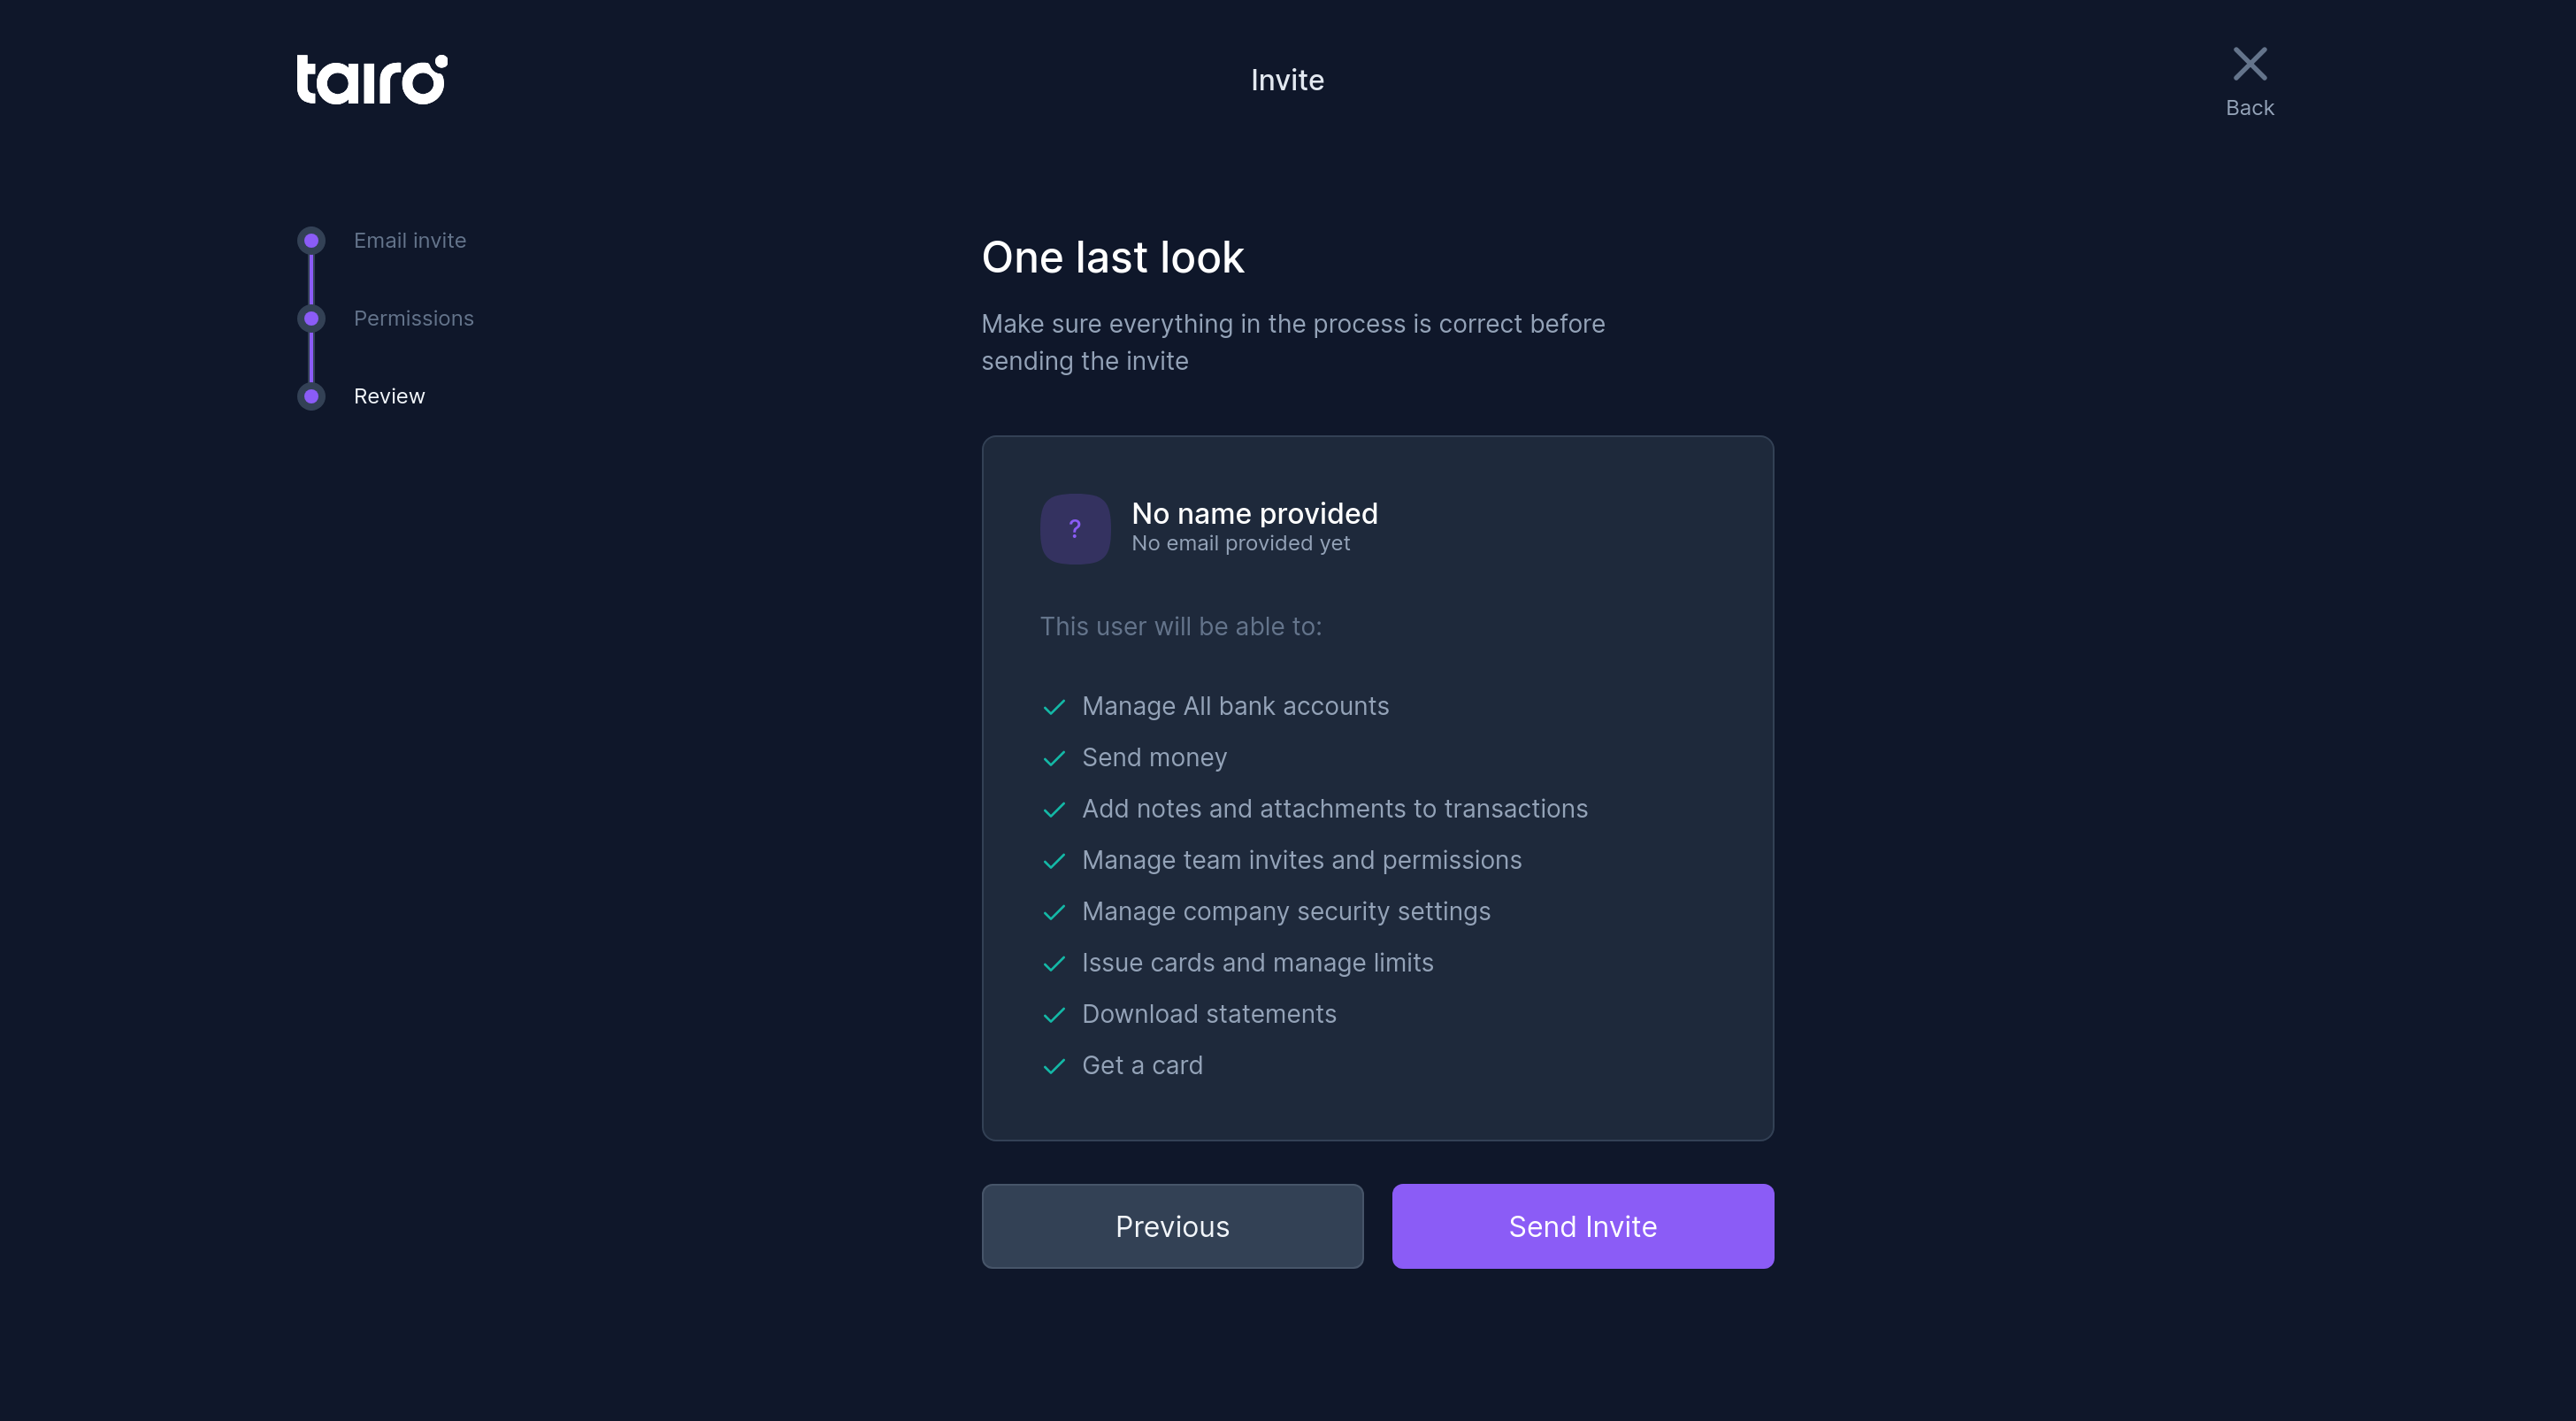 tairo
Invite
Back
Email invite
Permissions
Review
One last look
Make sure everything in the process is correct before
sending the invite
?
No name provided
No email provided yet
This user will be able to:
Manage All bank accounts
Send money
Add notes and attachments to transactions
Manage team invites and permissions
Manage company security settings
Issue cards and manage limits
Download statements
Get a card
Previous
Send Invite